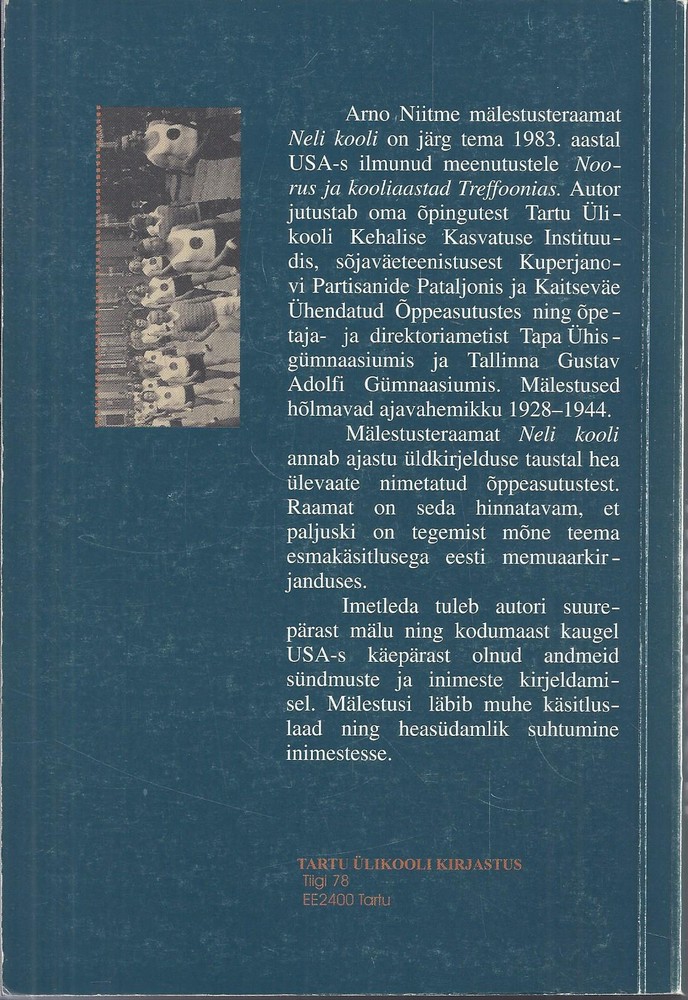 Arno Niitme mälestusteraamat
Neli kooli on järg tema 1983. aastal
USA-s ilmunud meenutustele Noo-
rus ja kooliaastad Treffoonias. Autor
jutustab oma õpingutest Tartu Üli-
kooli Kehalise Kasvatuse Instituu-
dis, sõjaväeteenistusest Kuperjano-
vi Partisanide Pataljonis ja Kaitseväe
Ühendatud Õppeasutustes ning õpe-
taja- ja direktoriametist Tapa Ühis-
gümnaasiumis ja Tallinna Gustav
Adolfi Gümnaasiumis. Mälestused
hõlmavad ajavahemikku 1928–1944.
Mälestusteraamat Neli kooli
annab ajastu üldkirjelduse taustal hea
ülevaate nimetatud õppeasutustest.
Raamat on seda hinnatavam, et
paljuski on tegemist mõne teema
esmakäsitlusega eesti memuaarkir-
janduses.
Imetleda tuleb autori suure-
pärast mälu ning kodumaast kaugel
USA-s käepärast olnud andmeid
sündmuste ja inimeste kirjeldami-
sel. Mälestusi läbib muhe käsitlus-
laad ning heasüdamlik suhtumine
inimestesse.
TARTU ÜLIKOOLI KIRJASTUS
Tiigi 78
EE2400 Tartu